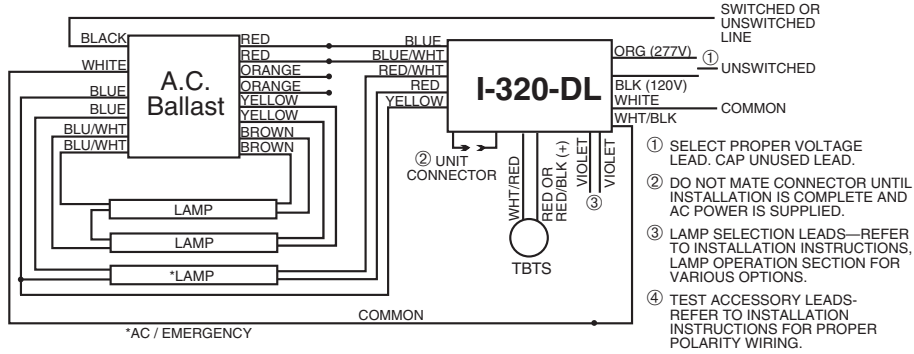 SWITCHED OR
UNSWITCHED
LINE
BLACK
WHITE
BLUE
BLUE
BLU/WHT
BLU/WHT
A.C.
Ballast
RED
RED
ORANGE
ORANGE
YELLOW
YELLOW
BROWN
BROWN
BLUE
BLUE/WHT
RED/WHT
RED
YELLOW
I-320-DL
ORG (277V)
①
UNSWITCHED
BLK (120V)
WHITE
COMMON
WHT/BLK
② UNIT
CONNECTOR
WHT/RED
RED OR
RED/BLK (+)
VIOLET
VIOLET
③
TBTS
LAMP
LAMP
*LAMP
COMMON
*AC / EMERGENCY
① SELECT PROPER VOLTAGE
LEAD. CAP UNUSED LEAD.
② DO NOT MATE CONNECTOR UNTIL
INSTALLATION IS COMPLETE AND
AC POWER IS SUPPLIED.
③ LAMP SELECTION LEADS—REFER
TO INSTALLATION INSTRUCTIONS,
LAMP OPERATION SECTION FOR
VARIOUS OPTIONS.
④ TEST ACCESSORY LEADS-
REFER TO INSTALLATION
INSTRUCTIONS FOR PROPER
POLARITY WIRING.